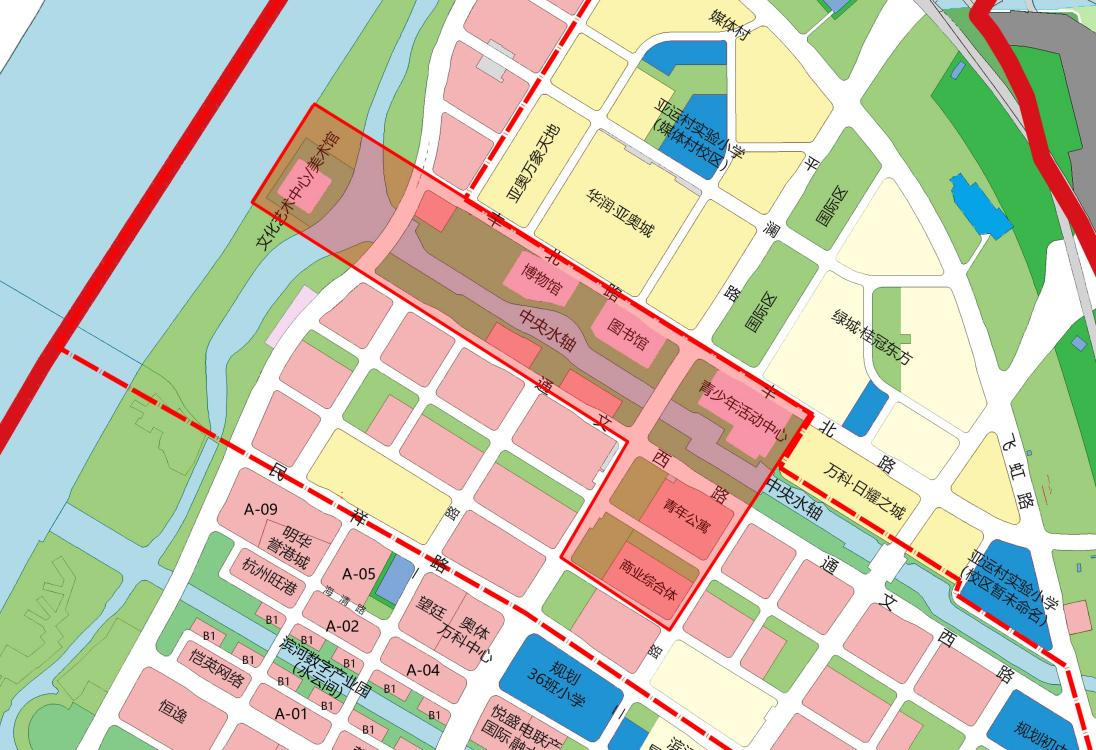 媒体村
亚运村实验小学
(媒体村校区)
亚奥万象天地
华润·亚奥城
平
澜
路
国际区
国际区
绿城·桂冠东方
文化艺术中心/美术馆
丰
北
路
博物馆
图书馆
中央水轴
青少年活动中心
丰
北
路
飞
虹
路
万科·日耀之城
中央水轴
通
文
西
路
青年公寓
商业综合体
亚运村实验小学
(校区暂未命名)
通
文
西
路
民
祥
路
A-09
明华
誉港城
杭州旺港
A-05
海清路
望廷
奥体
万科中心
A-02
A-04
B1
B1
B1
B1
B1
B1
B1
B1
B1
滨河数字产业园
(水云间)
恺英网络
恒逸
A-01
规划
36班小学
悦盛电联产
国际融
规划初中